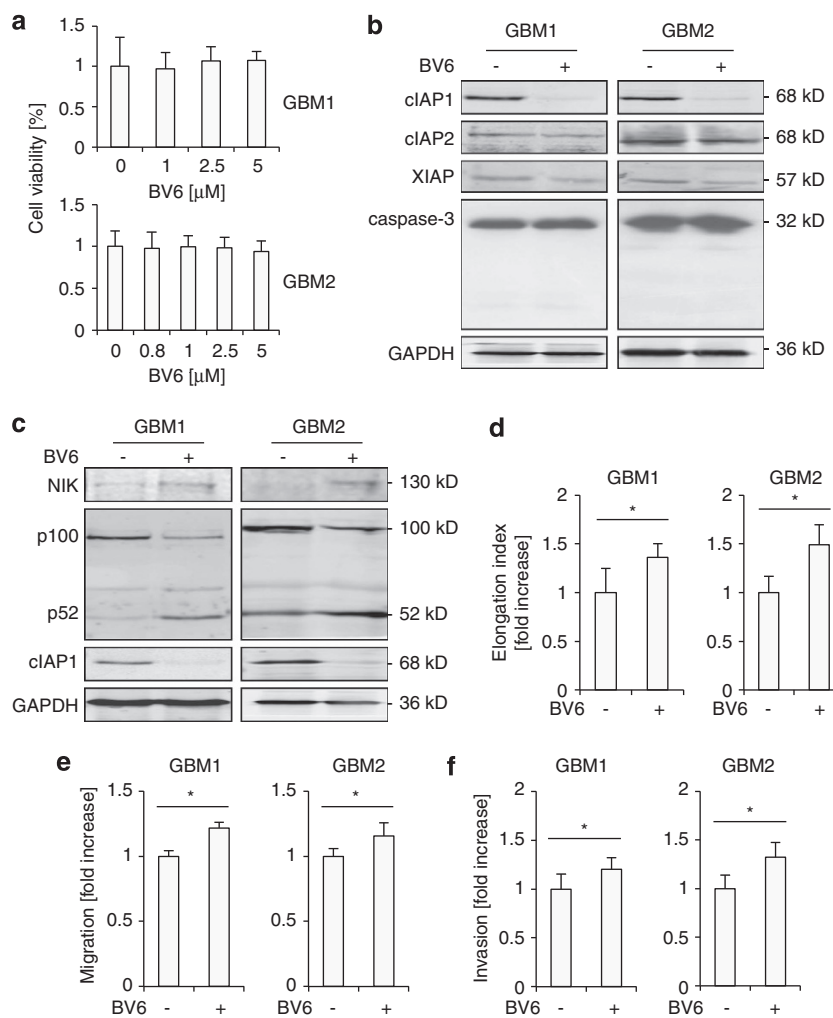 a
Cell viability [%]
1.5
1
0.5
0
0 1 2.5 5
BV6 [μM]
GBM1
1.5
1
0.5
0
0 0.8 1 2.5 5
BV6 [μM]
GBM2
b
GBM1 GBM2
BV6 - + - +
cIAP1 68 kD
cIAP2 68 kD
XIAP 57 kD
caspase-3 32 kD
GAPDH 36 kD
c
GBM1 GBM2
BV6 - + - +
NIK 130 kD
p100 100 kD
p52 52 kD
cIAP1 68 kD
GAPDH 36 kD
d
Elongation index
[fold increase]
GBM1
2
1.5
1
0.5
0
*
BV6 - +
GBM2
2
1.5
1
0.5
0
*
- +
e
Migration [fold increase]
GBM1
1.5
1
0.5
0
*
BV6 - +
GBM2
1.5
1
0.5
0
*
BV6 - +
f
Invasion [fold increase]
GBM1
2
1.5
1
0.5
0
*
BV6 - +
GBM2
2
1.5
1
0.5
0
*
BV6 - +